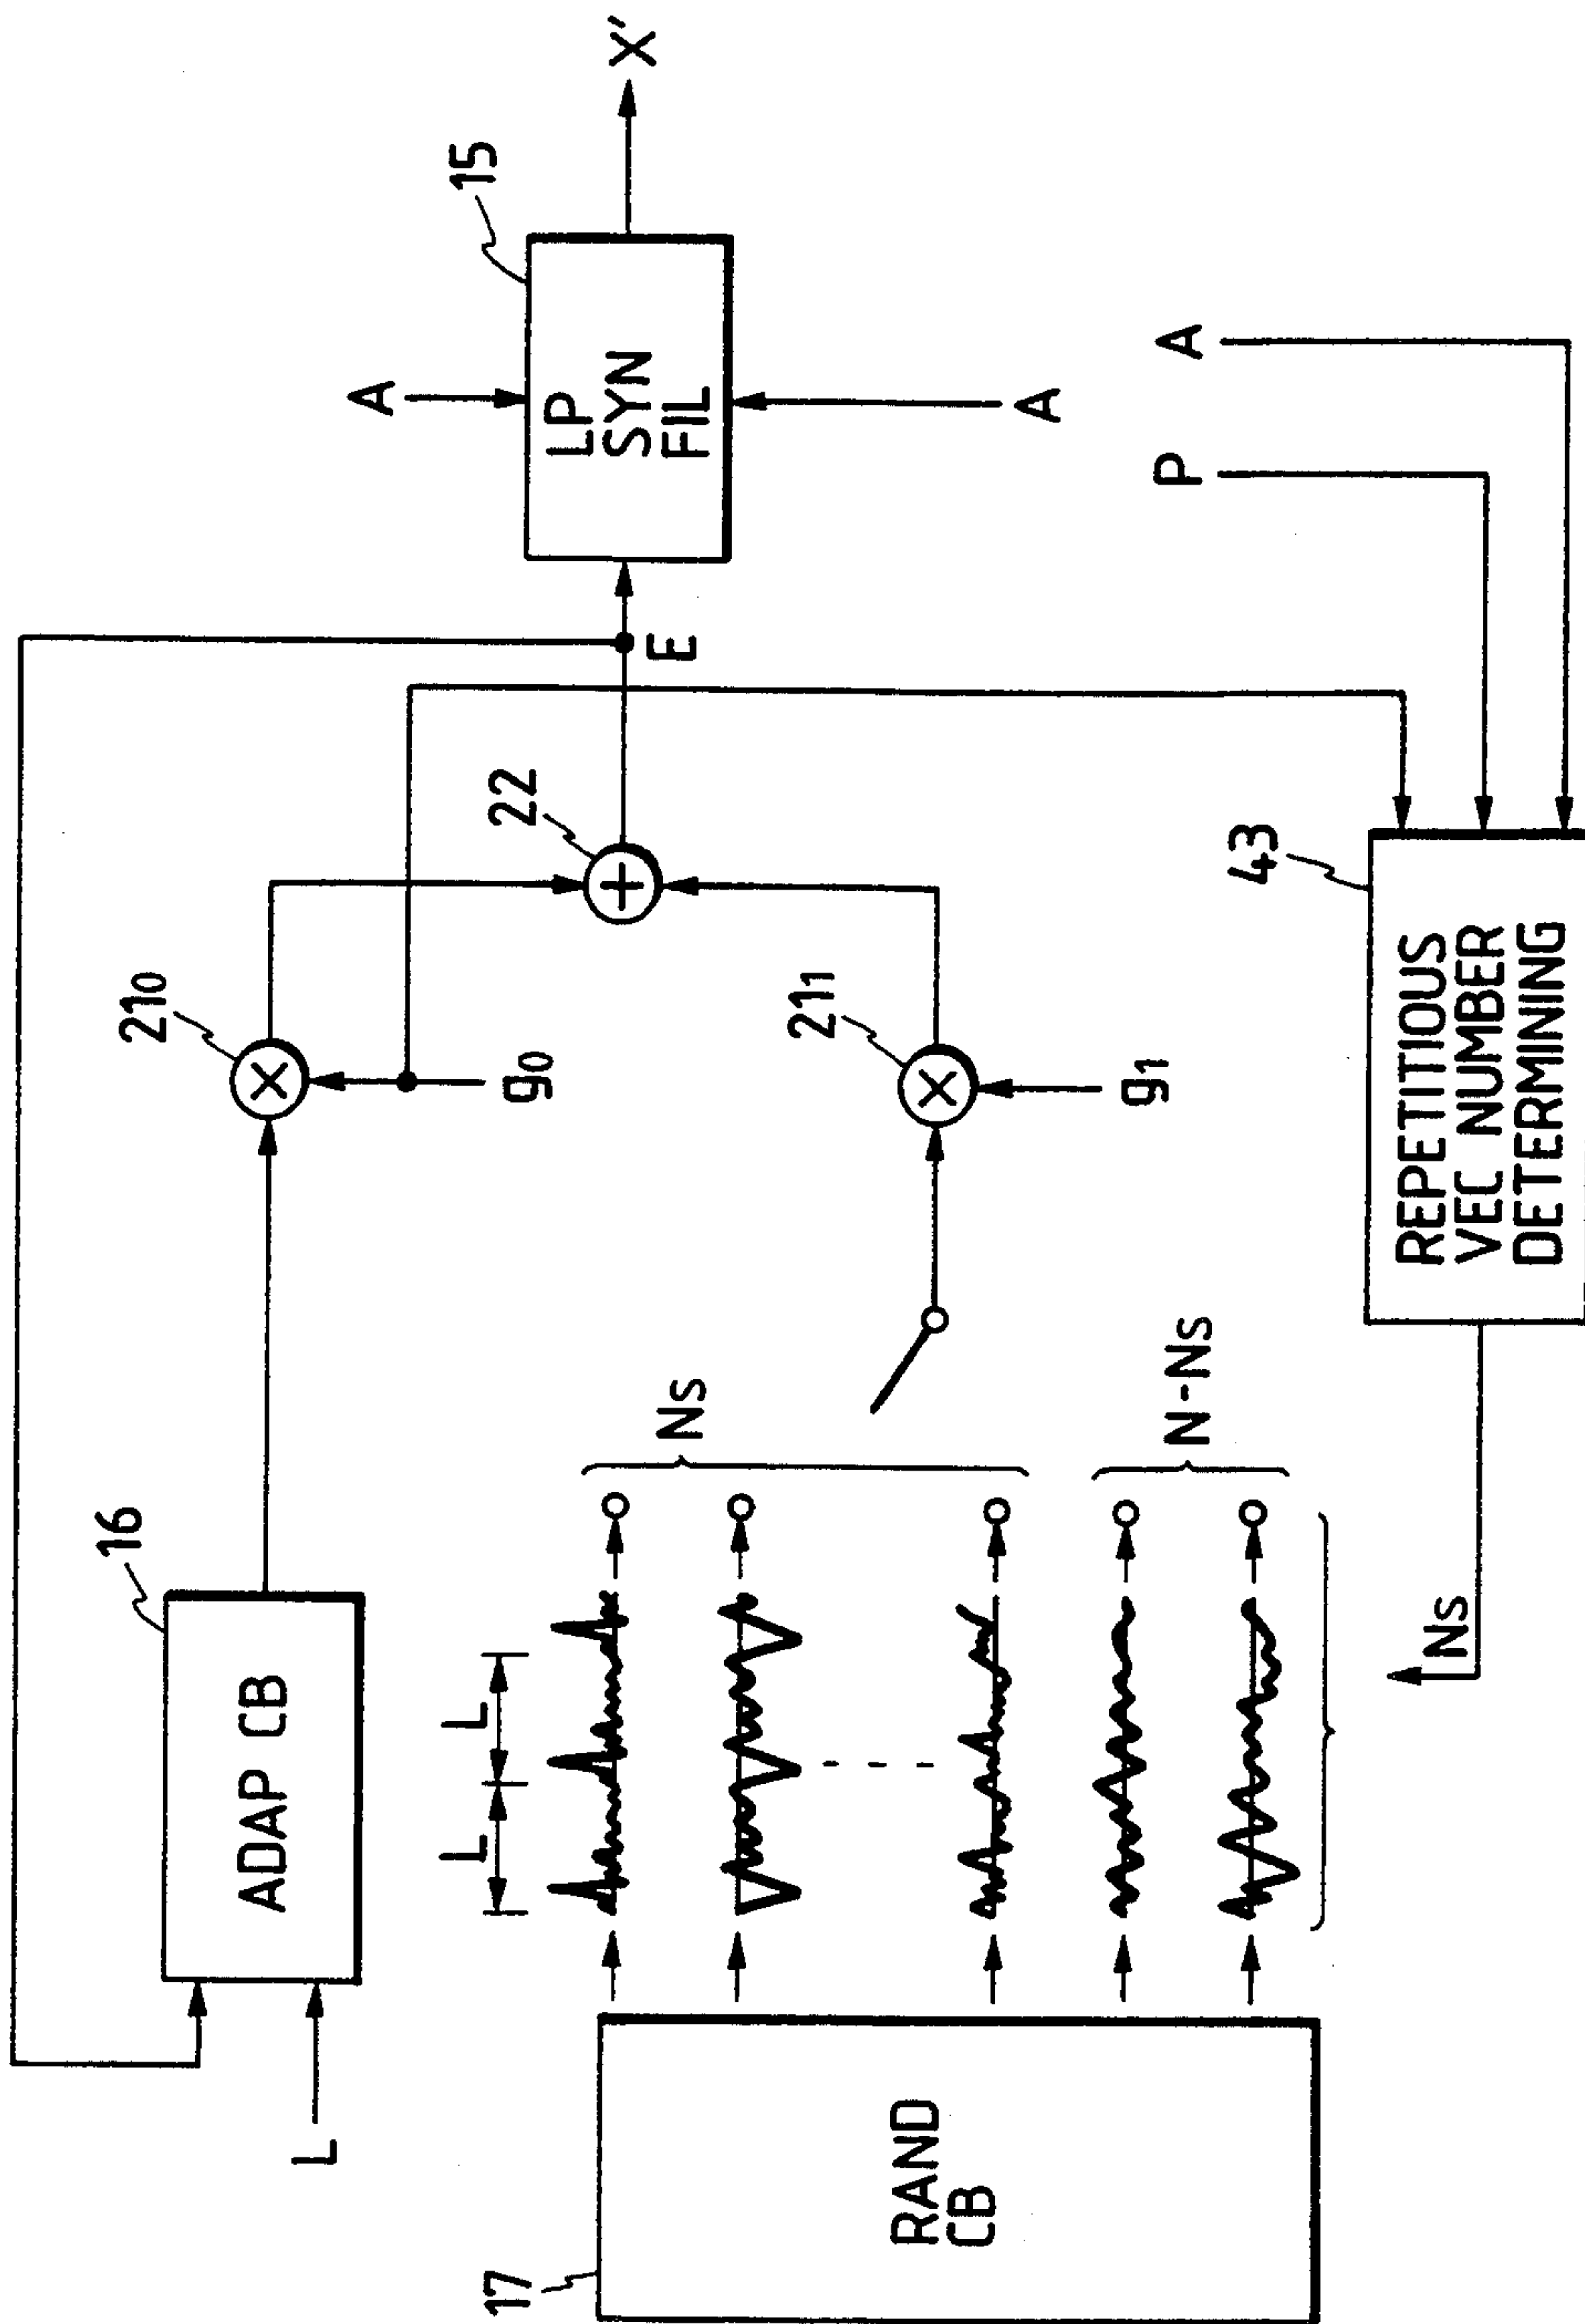 16
ADAP CB
L
210
g0
22
E
A
15
LP
SYN
FIL
X'
A
L
L
Ns
N-Ns
211
g1
17
RAND
CB
Ns
43
REPETITIOUS
VEC NUMBER
DETERMINING
P
A